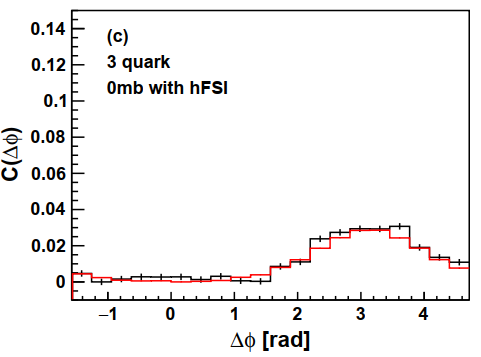 (c)
3 quark
0mb with hFSI
C(Δϕ)
0.14
0.12
0.1
0.08
0.06
0.04
0.02
0
−1 0 1 2 3 4
Δϕ [rad]